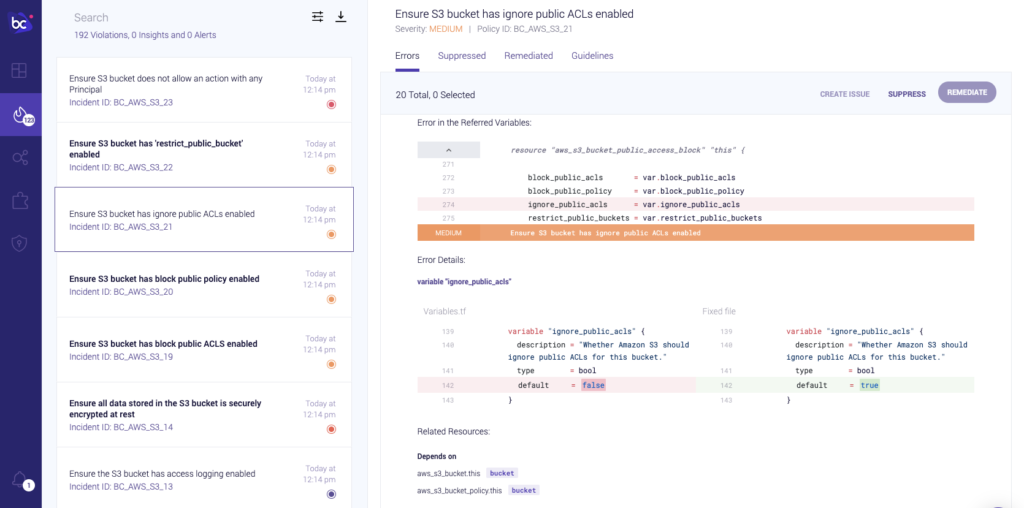 bc
123
1
Search
192 Violations, 0 Insights and 0 Alerts
Ensure S3 bucket does not allow an action with any
Principal
Incident ID: BC_AWS_S3_23
Today at
12:14 pm
Ensure S3 bucket has 'restrict_public_bucket'
enabled
Incident ID: BC_AWS_S3_22
Today at
12:14 pm
Ensure S3 bucket has ignore public ACLs enabled
Incident ID: BC_AWS_S3_21
Today at
12:14 pm
Ensure S3 bucket has block public policy enabled
Incident ID: BC_AWS_S3_20
Today at
12:14 pm
Ensure S3 bucket has block public ACLS enabled
Incident ID: BC_AWS_S3_19
Today at
12:14 pm
Ensure all data stored in the S3 bucket is securely
encrypted at rest
Incident ID: BC_AWS_S3_14
Today at
12:14 pm
Ensure the S3 bucket has access logging enabled
Incident ID: BC_AWS_S3_13
Today at
12:14 pm
Ensure S3 bucket has ignore public ACLs enabled
Severity: MEDIUM | Policy ID: BC_AWS_S3_21
Errors Suppressed Remediated Guidelines
20 Total, 0 Selected CREATE ISSUE SUPPRESS REMEDIATE
Error in the Referred Variables:
resource "aws_s3_bucket_public_access_block" "this" {
271
272 block_public_acls = var.block_public_acls
273 block_public_policy = var.block_public_policy
274 ignore_public_acls = var.ignore_public_acls
275 restrict_public_buckets = var.restrict_public_buckets
MEDIUM Ensure S3 bucket has ignore public ACLs enabled
Error Details:
variable "ignore_public_acls"
Variables.tf
139 variable "ignore_public_acls" {
140 description = "Whether Amazon S3 should
ignore public ACLs for this bucket."
141 type = bool
142 default = false
143 }
Fixed file
139 variable "ignore_public_acls" {
140 description = "Whether Amazon S3 should
ignore public ACLs for this bucket."
141 type = bool
142 default = true
143 }
Related Resources:
Depends on
aws_s3_bucket.this bucket
aws_s3_bucket_policy.this bucket